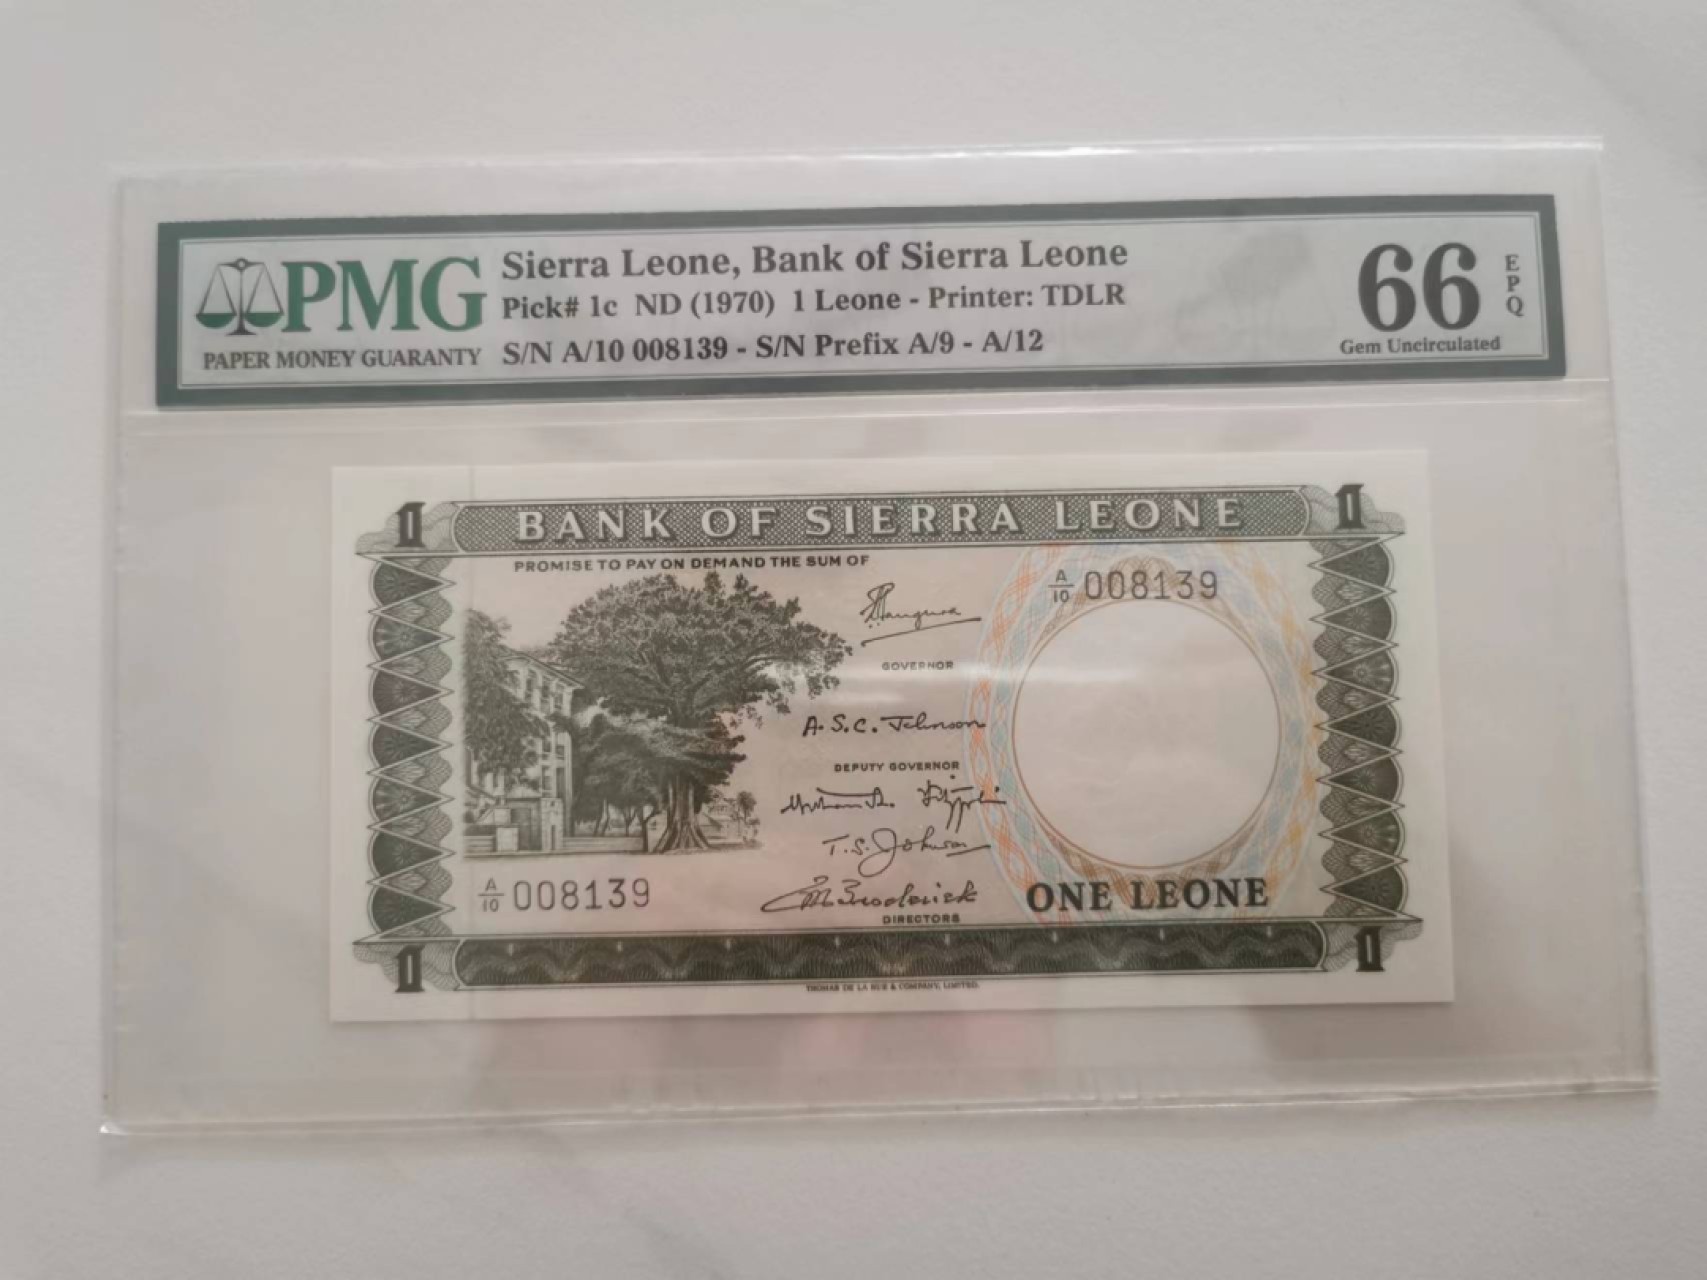 PMG
PAPER MONEY GUARANTY
Sierra Leone, Bank of Sierra Leone
Pick# 1c ND (1970) 1 Leone - Printer: TDLR
S/N A/10 008139 - S/N Prefix A/9 - A/12
66
EPQ
Gem Uncirculated
1 BANK OF SIERRA LEONE 1
PROMISE TO PAY ON DEMAND THE SUM OF
A/10 008139
GOVERNOR
A. S. C. Johnson
DEPUTY GOVERNOR
T. S. Johnson
A/10 008139
DIRECTORS
ONE LEONE
1 1
THOMAS DE LA RUE & COMPANY, LIMITED.